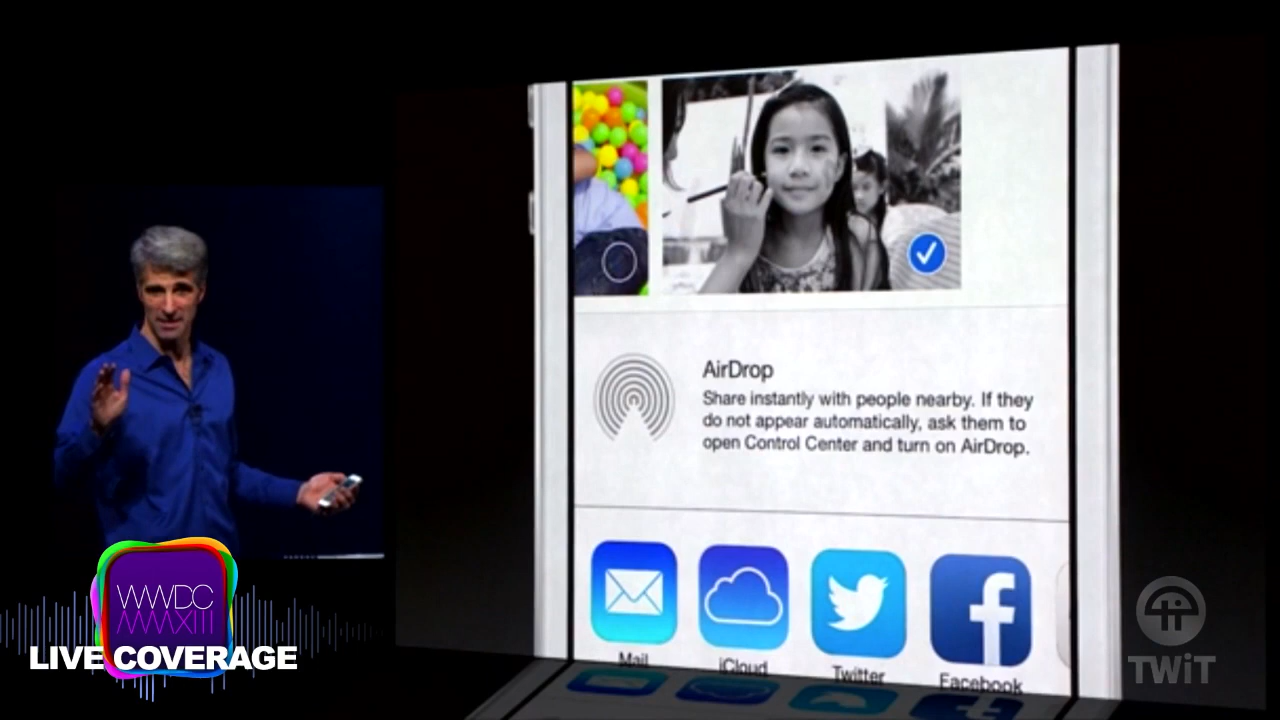 AirDrop
Share instantly with people nearby. If they
do not appear automatically, ask them to
open Control Center and turn on AirDrop.
Mail
iCloud
Twitter
Facebook
WWDC
MMXIII
LIVE COVERAGE
TWiT